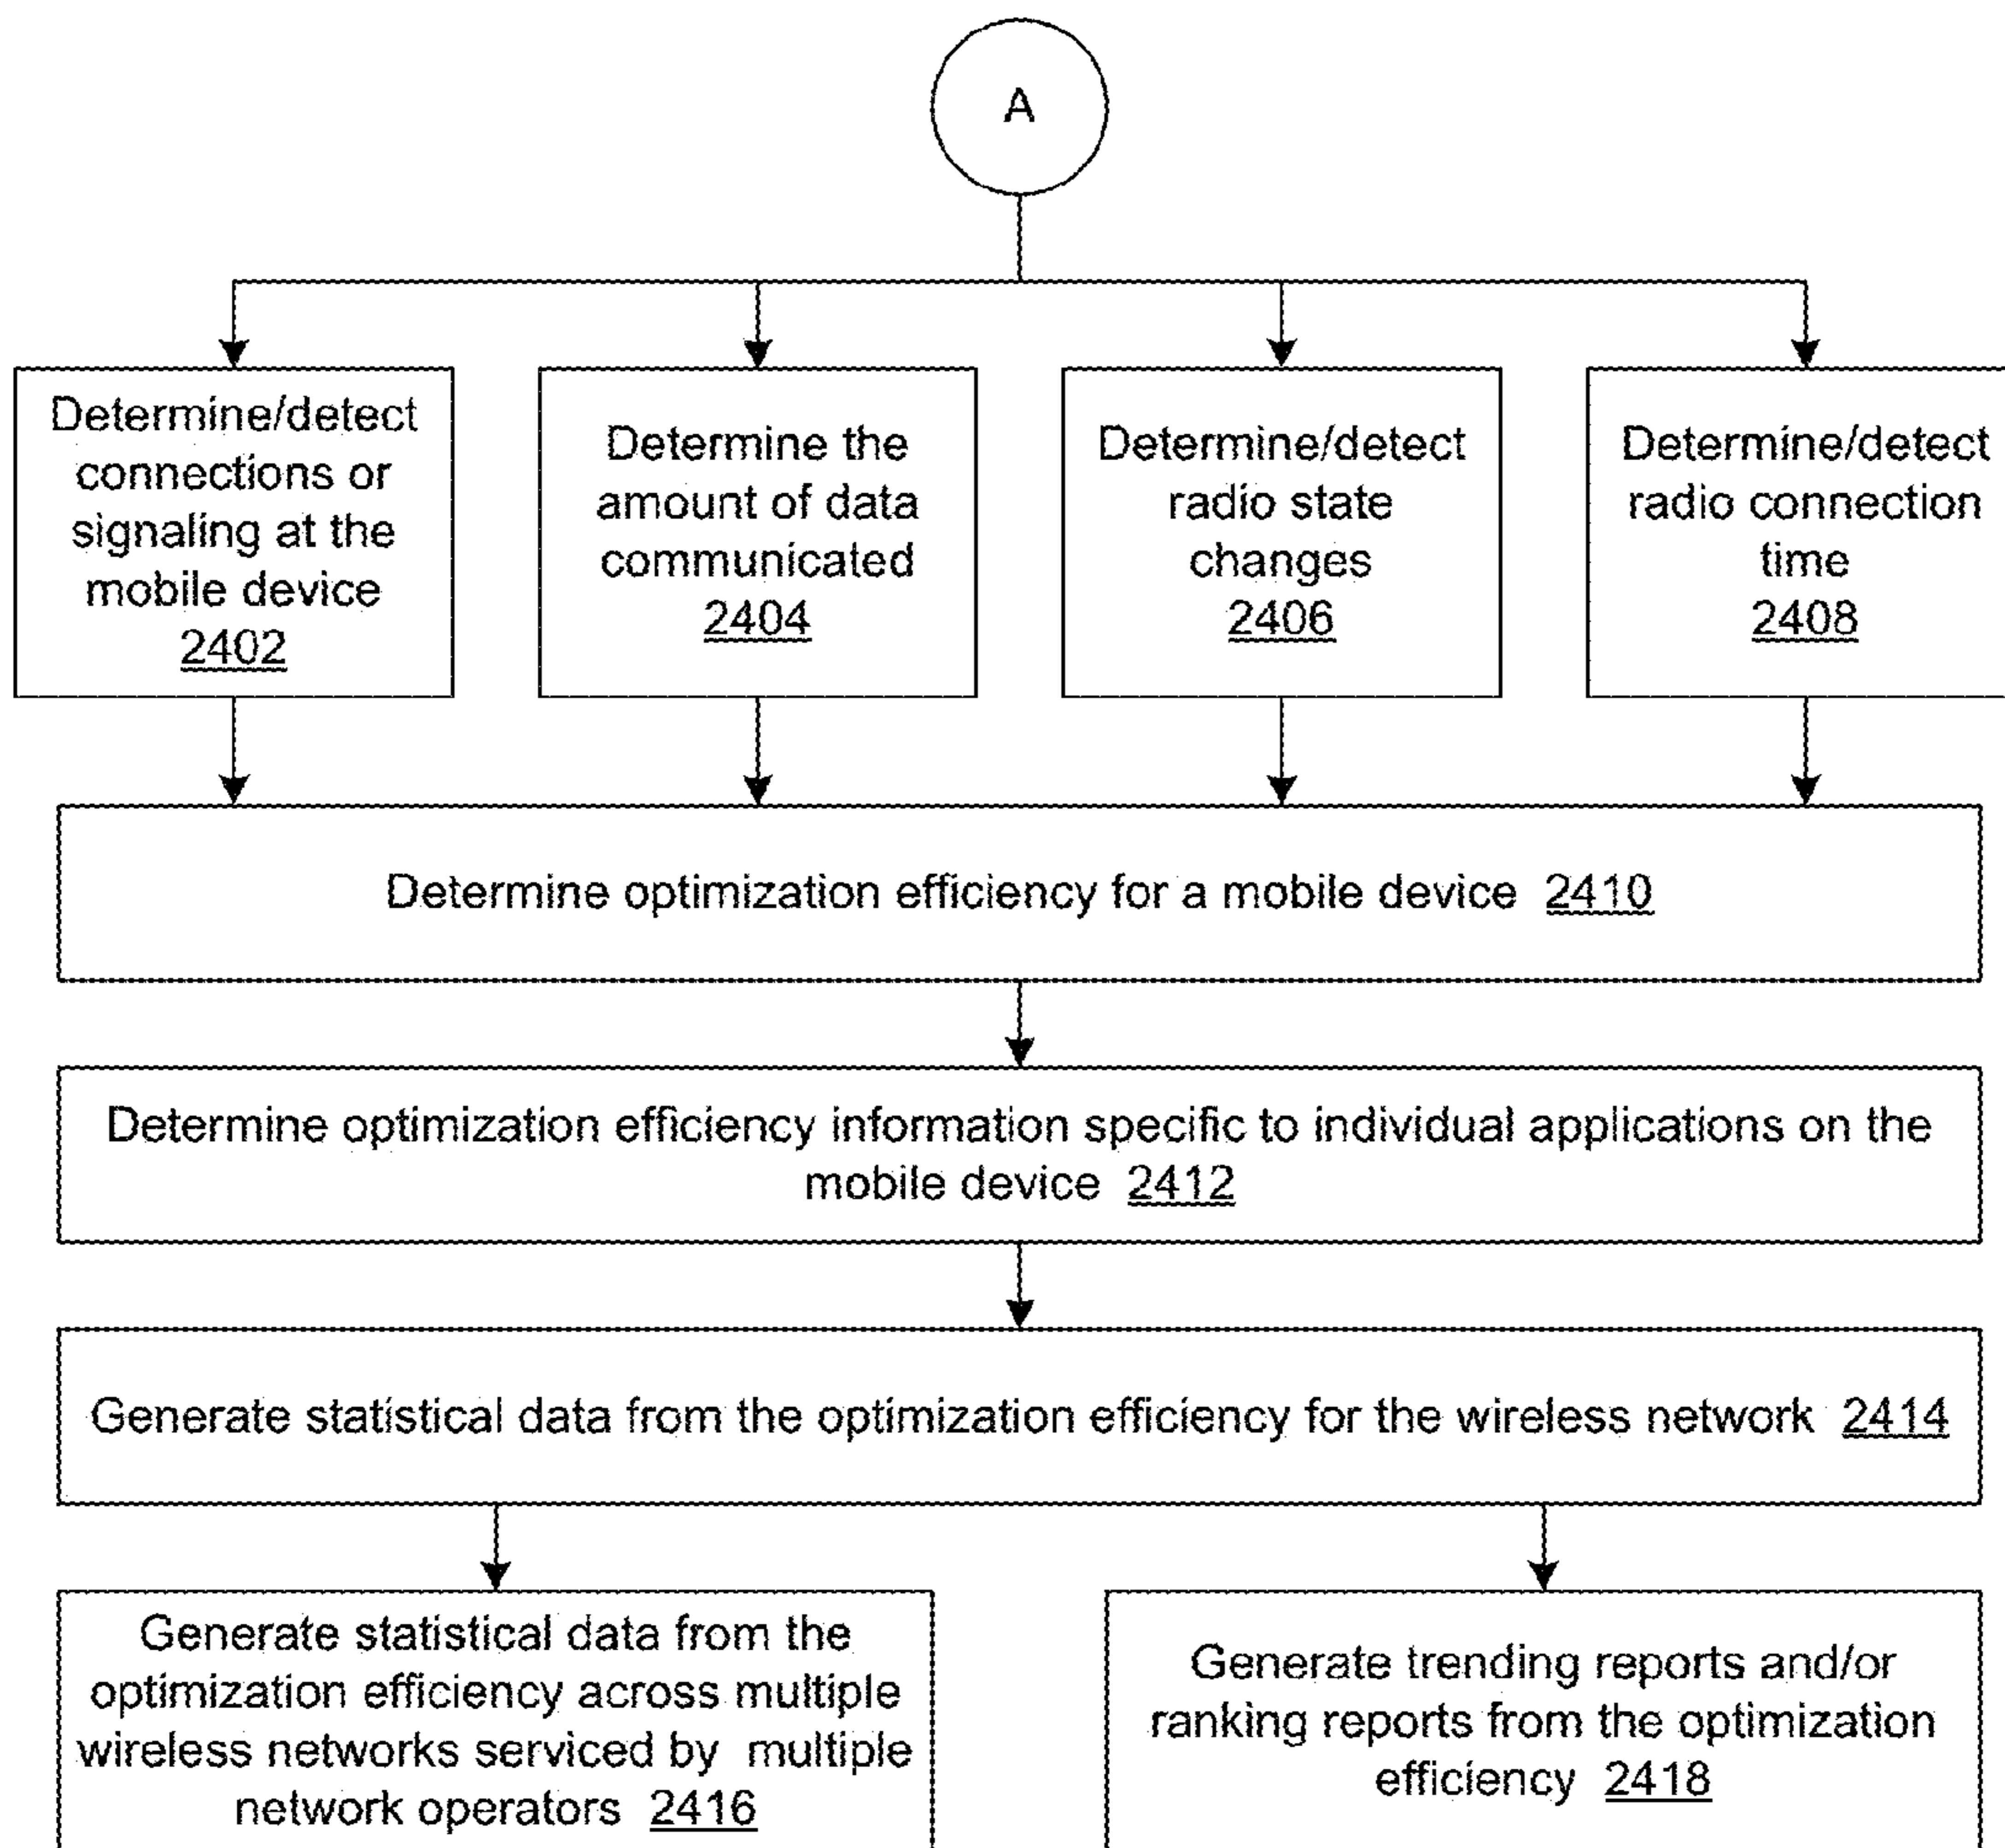 A
Determine/detect
connections or
signaling at the
mobile device
2402
Determine the
amount of data
communicated
2404
Determine/detect
radio state
changes
2406
Determine/detect
radio connection
time
2408
Determine optimization efficiency for a mobile device 2410
Determine optimization efficiency information specific to individual applications on the
mobile device 2412
Generate statistical data from the optimization efficiency for the wireless network 2414
Generate statistical data from the
optimization efficiency across multiple
wireless networks serviced by multiple
network operators 2416
Generate trending reports and/or
ranking reports from the optimization
efficiency 2418